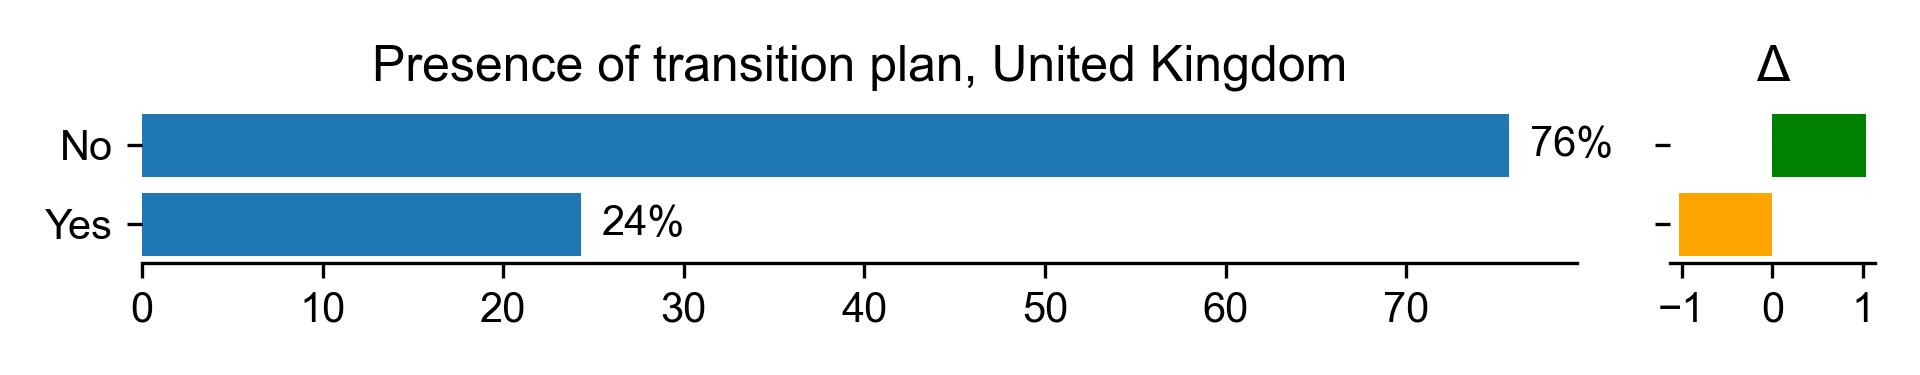 Presence of transition plan, United Kingdom
Δ
No
76%
Yes
24%
0 10 20 30 40 50 60 70
−1 0 1